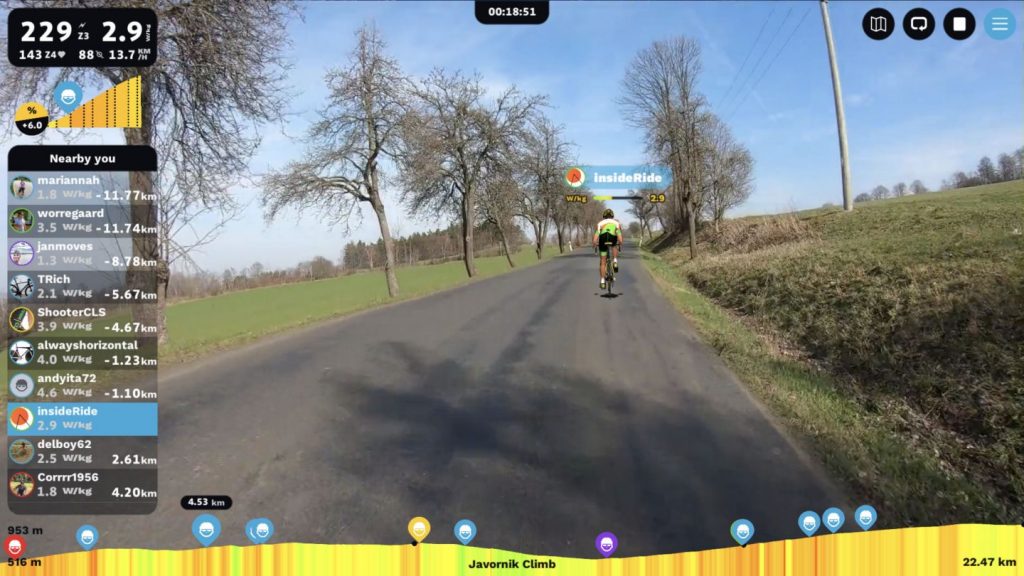 00:18:51
229 Z3 2.9 W/kg
143 Z4 88 13.7 KM/H
%
+6.0
Nearby you
mariannah
1.8 W/kg -11.77km
worregaard
3.5 W/kg -11.74km
janmoves
1.3 W/kg -8.78km
TRich
2.1 W/kg -5.67km
ShooterCLS
3.9 W/kg -4.67km
alwayshorizontal
4.0 W/kg -1.23km
andyita72
4.6 W/kg -1.10km
insideRide
2.9 W/kg
delboy62
2.5 W/kg 2.61km
Corrrr1956
1.8 W/kg 4.20km
insideRide
W/kg 2.9
4.53 km
953 m
516 m
Javornik Climb
22.47 km